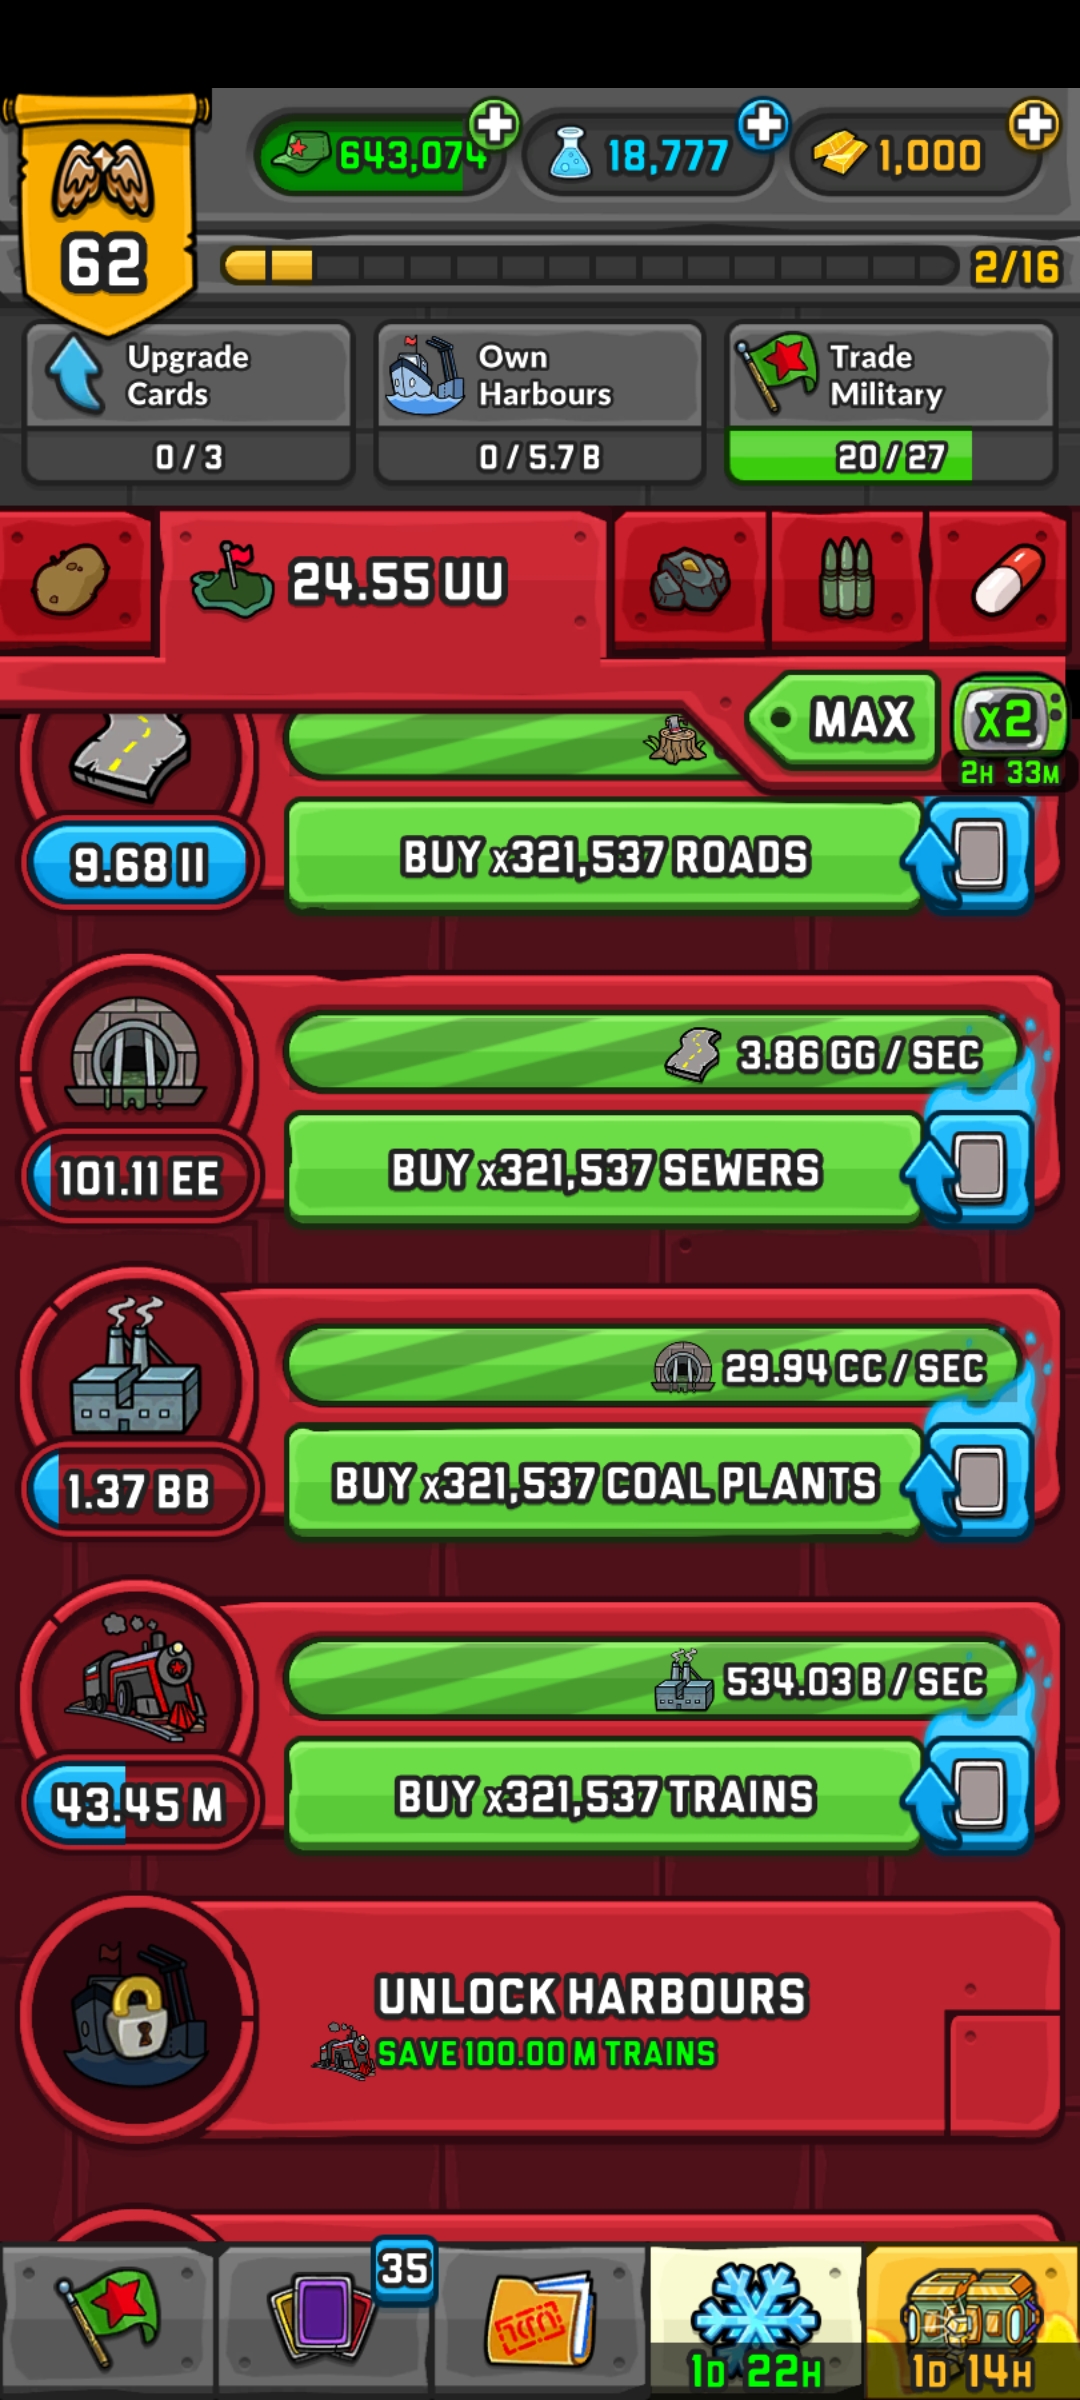 643,074
18,777
1,000
62
2/16
Upgrade
Cards
0 / 3
Own
Harbours
0 / 5.7 B
Trade
Military
20 / 27
24.55 UU
MAX
x2
2H 33M
9.68 II
BUY x321,537 ROADS
3.86 GG / SEC
101.11 EE
BUY x321,537 SEWERS
29.94 CC / SEC
1.37 BB
BUY x321,537 COAL PLANTS
534.03 B / SEC
43.45 M
BUY x321,537 TRAINS
UNLOCK HARBOURS
SAVE 100.00 M TRAINS
35
1D 22H
1D 14H